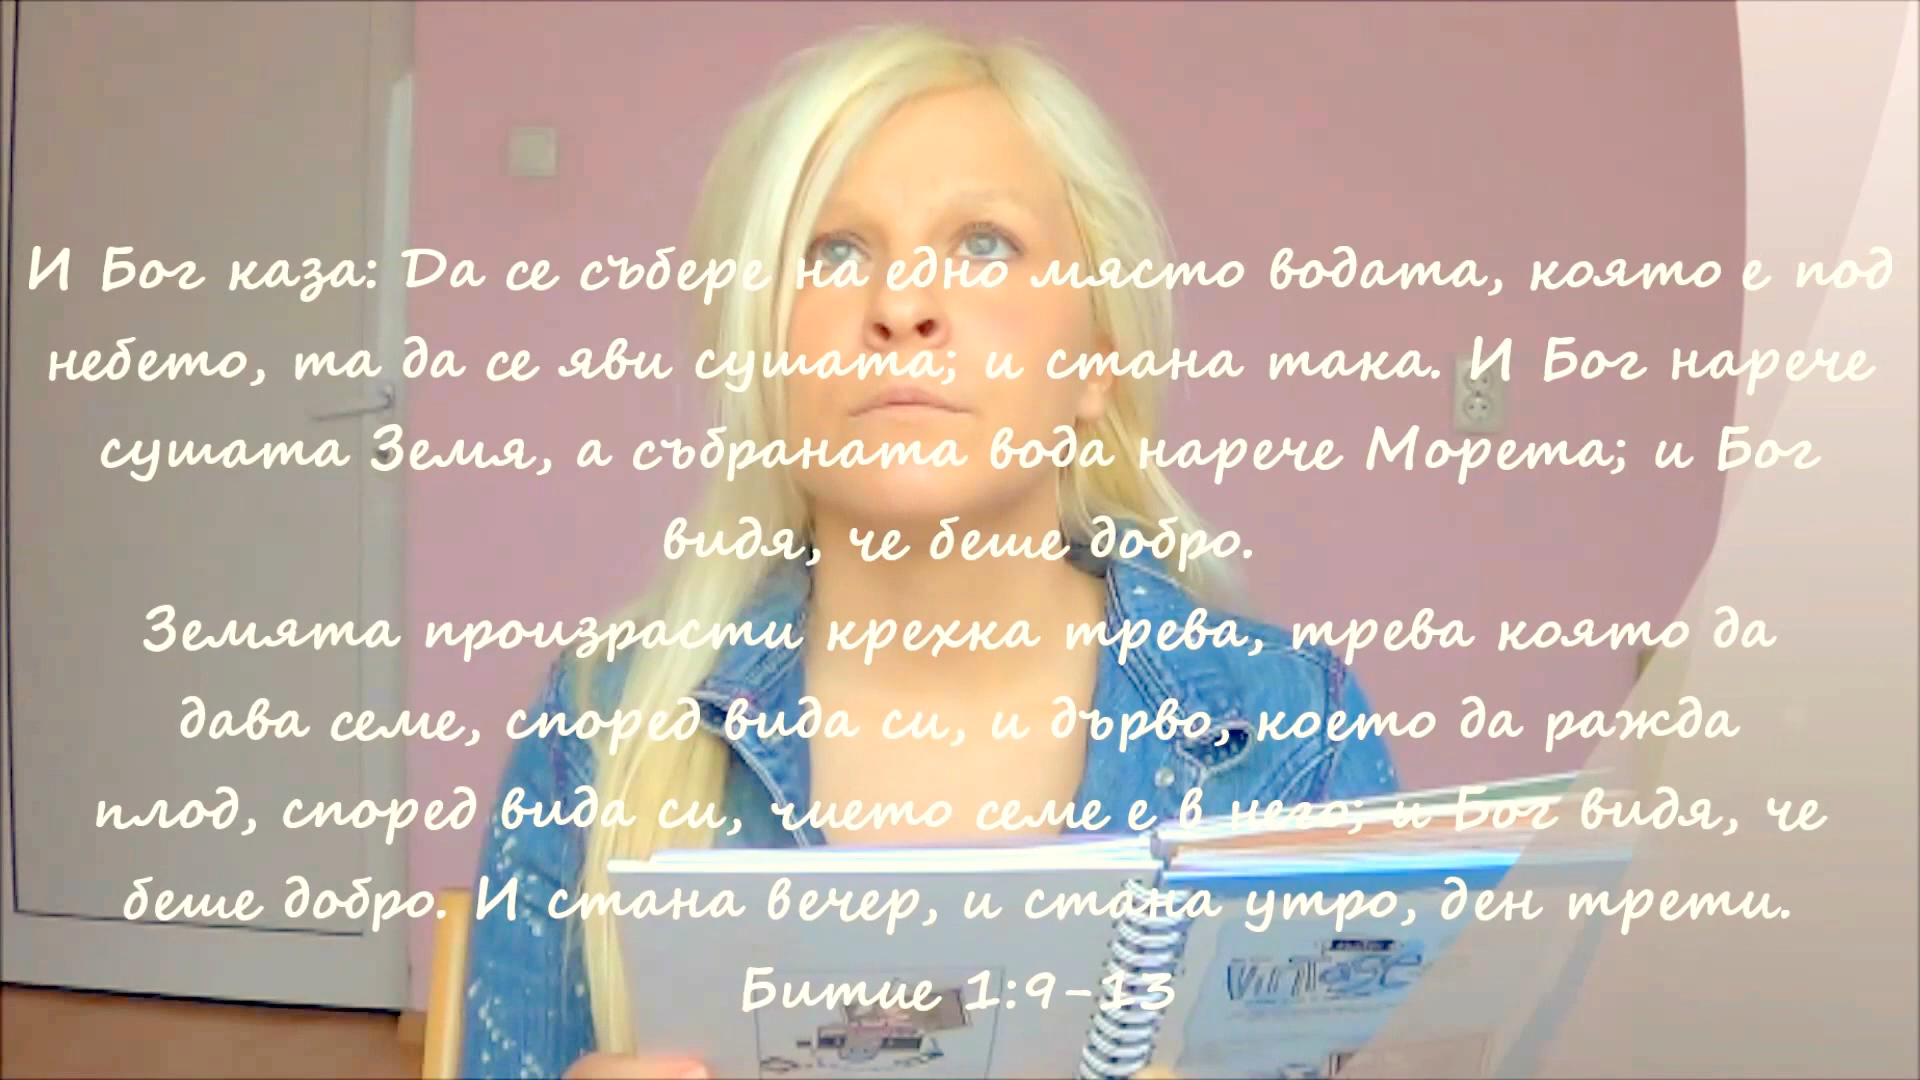 И Бог каза: Да се събере на едно място водата, която е под
небето, та да се яви сушата; и стана така. И Бог нарече
сушата Земя, а събраната вода нарече Морета; и Бог
видя, че беше добро.
Земята произрасти крехка трева, трева която да
дава семе, според вида си, и дърво, което да ражда
плод, според вида си, чието семе е в него; и Бог видя, че
беше добро. И стана вечер, и стана утро, ден трети.
Битие 1:9-13
VINTAGE